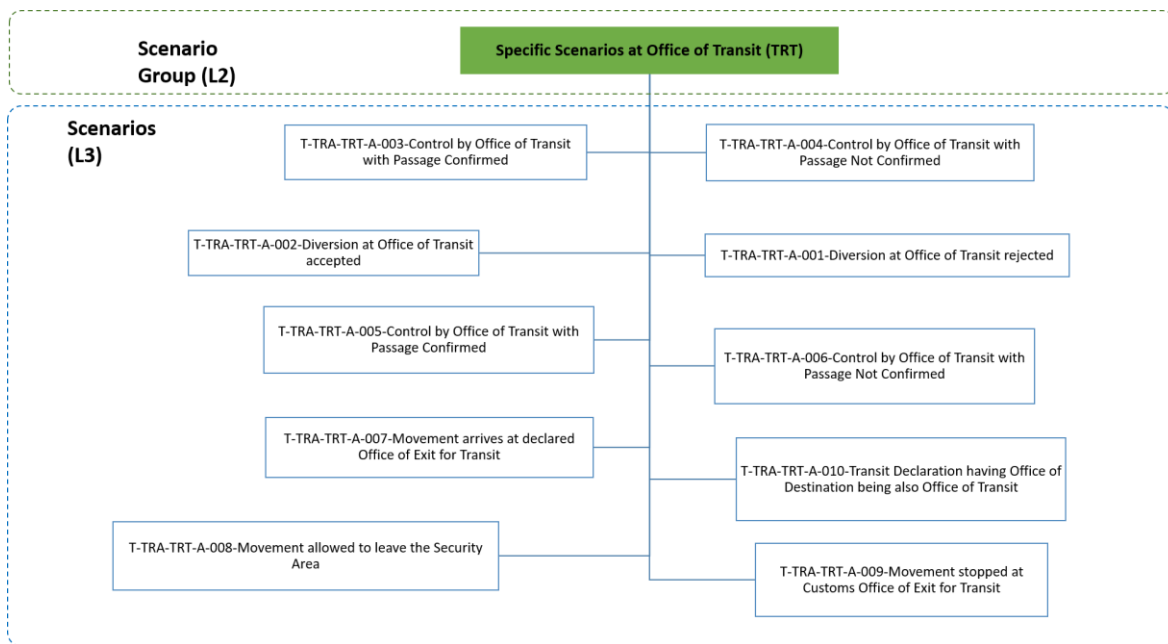 Scenario
Group (L2)
Specific Scenarios at Office of Transit (TRT)
Scenarios
(L3)
T-TRA-TRT-A-003-Control by Office of Transit
with Passage Confirmed
T-TRA-TRT-A-004-Control by Office of Transit with
Passage Not Confirmed
T-TRA-TRT-A-002-Diversion at Office of Transit
accepted
T-TRA-TRT-A-001-Diversion at Office of Transit rejected
T-TRA-TRT-A-005-Control by Office of Transit with
Passage Confirmed
T-TRA-TRT-A-006-Control by Office of Transit with
Passage Not Confirmed
T-TRA-TRT-A-007-Movement arrives at declared
Office of Exit for Transit
T-TRA-TRT-A-010-Transit Declaration having Office of
Destination being also Office of Transit
T-TRA-TRT-A-008-Movement allowed to leave the Security
Area
T-TRA-TRT-A-009-Movement stopped at
Customs Office of Exit for Transit